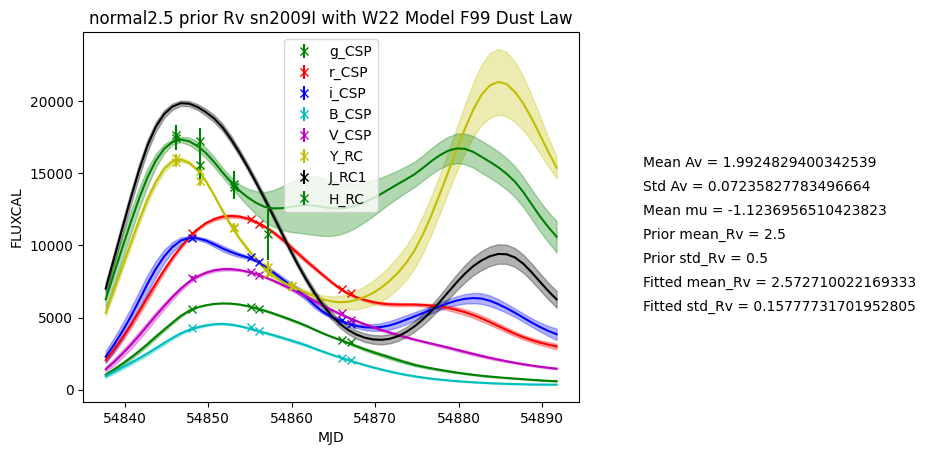 normal2.5 prior Rv sn2009I with W22 Model F99 Dust Law
g_CSP
r_CSP
i_CSP
B_CSP
V_CSP
Y_RC
J_RC1
H_RC
FLUXCAL
20000
15000
10000
5000
0
54840
54850
54860
54870
54880
54890
MJD
Mean Av = 1.9924829400342539
Std Av = 0.07235827783496664
Mean mu = -1.1236956510423823
Prior mean_Rv = 2.5
Prior std_Rv = 0.5
Fitted mean_Rv = 2.572710022169333
Fitted std_Rv = 0.15777731701952805